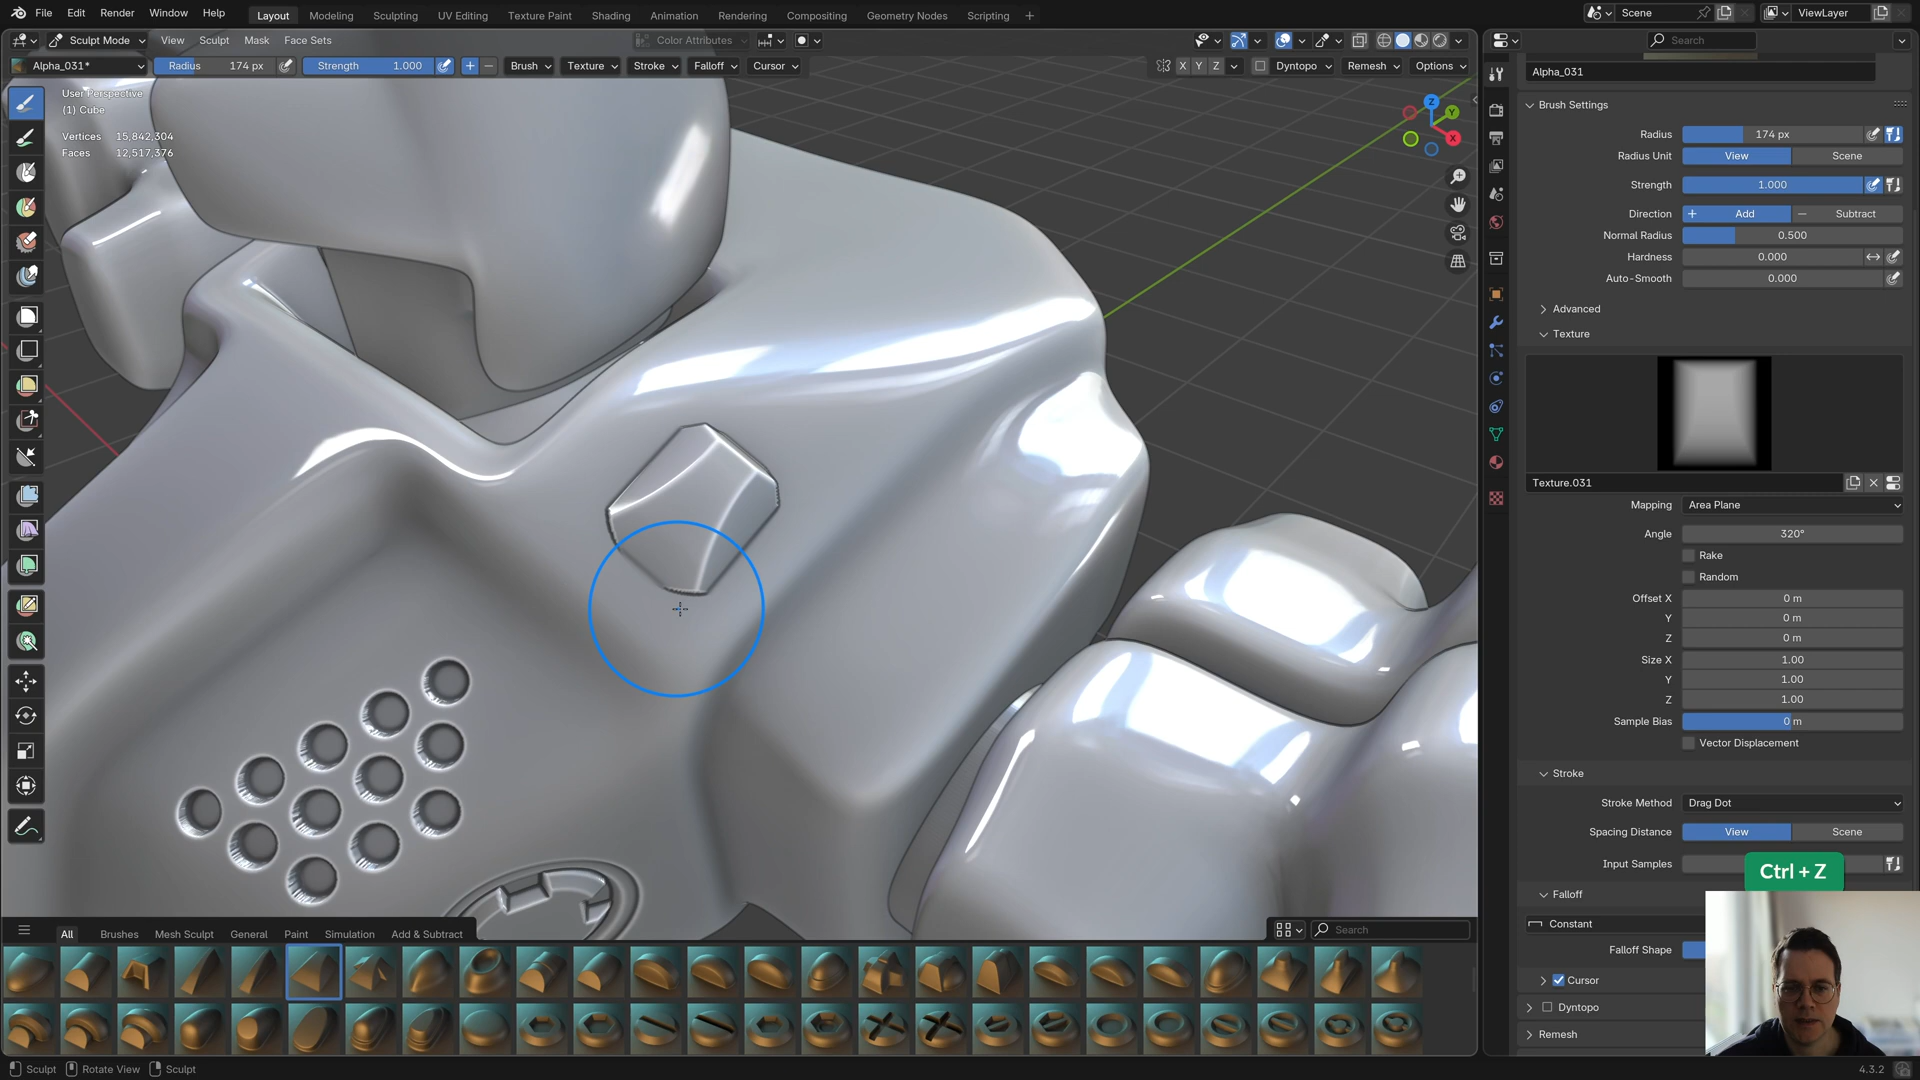 File Edit Render Window Help Layout Modeling Sculpting UV Editing Texture Paint Shading Animation Rendering Compositing Geometry Nodes Scripting + Scene ViewLayer
Sculpt Mode View Sculpt Mask Face Sets Color Attributes Search
Alpha_031* Radius 174 px Strength 1.000 + − Brush Texture Stroke Falloff Cursor X Y Z Dyntopo Remesh Options
Alpha_031
User Perspective
(1) Cube
Vertices 15,842,304
Faces 12,517,376
Z
Y
X
Brush Settings
Radius 174 px
Radius Unit View Scene
Strength 1.000
Direction + Add − Subtract
Normal Radius 0.500
Hardness 0.000
Auto-Smooth 0.000
Advanced
Texture
Texture.031
Mapping Area Plane
Angle 320°
Rake
Random
Offset X 0 m
Y 0 m
Z 0 m
Size X 1.00
Y 1.00
Z 1.00
Sample Bias 0 m
Vector Displacement
Stroke
Stroke Method Drag Dot
Spacing Distance View Scene
Input Samples
Ctrl + Z
Falloff
Constant
Falloff Shape
Cursor
Dyntopo
Remesh
All Brushes Mesh Sculpt General Paint Simulation Add & Subtract Search
Sculpt Rotate View Sculpt 4.3.2